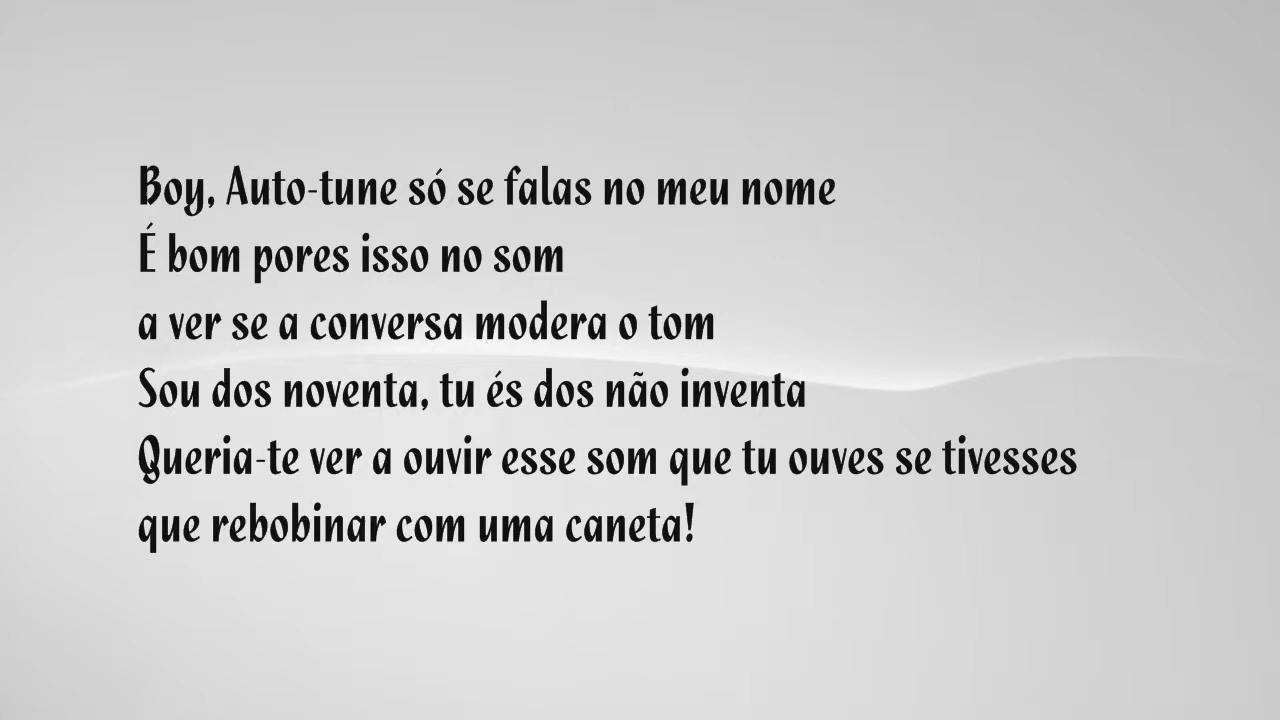 Boy, Auto-tune só se falas no meu nome
É bom pores isso no som
a ver se a conversa modera o tom
Sou dos noventa, tu és dos não inventa
Queria-te ver a ouvir esse som que tu ouves se tivesses
que rebobinar com uma caneta!